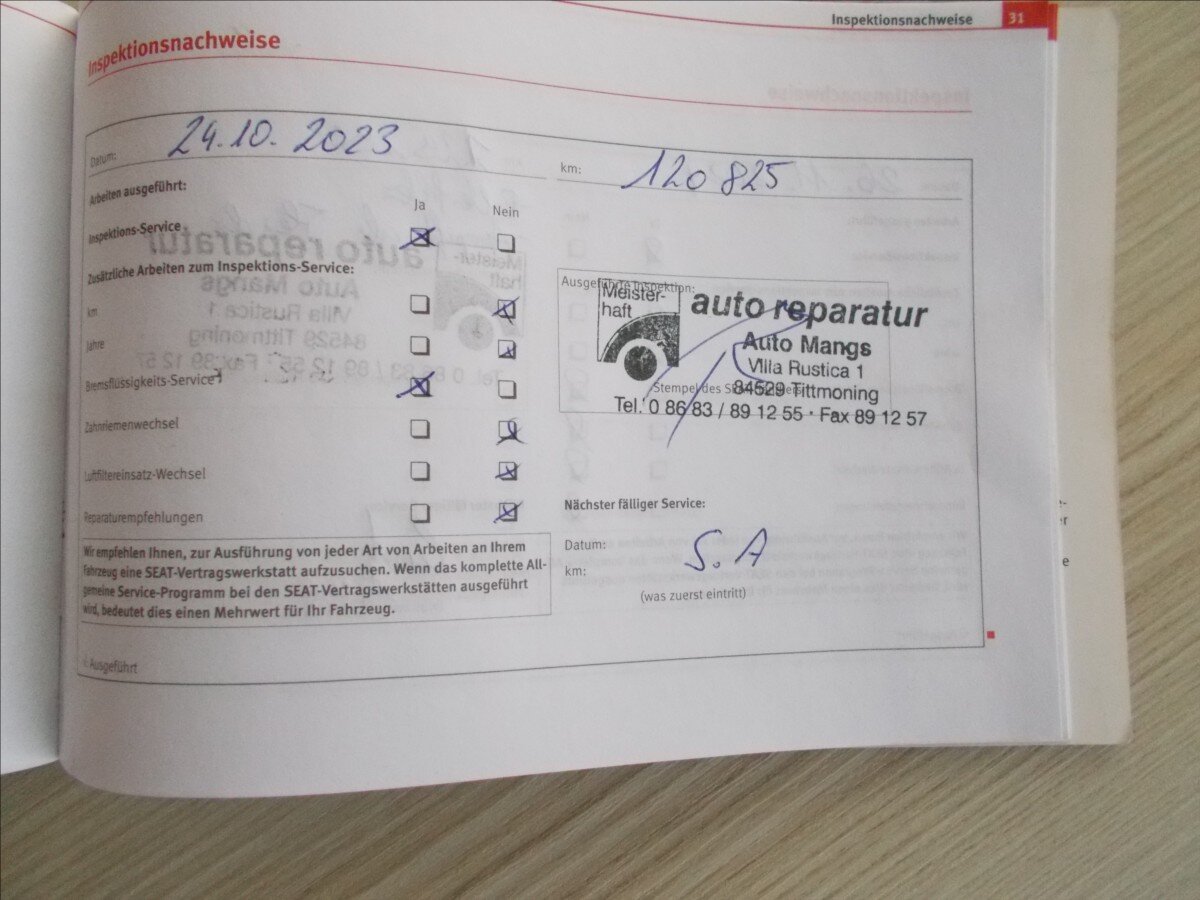 Inspektionsnachweise 31
Inspektionsnachweise
Datum: 24.10.2023
km: 120 825
Arbeiten ausgeführt:
Ja Nein
Inspektions-Service
Zusätzliche Arbeiten zum Inspektions-Service:
km
Jahre
Bremsflüssigkeits-Service
Zahnriemenwechsel
Luftfiltereinsatz-Wechsel
Reparaturempfehlungen
Wir empfehlen Ihnen, zur Ausführung von jeder Art von Arbeiten an Ihrem
Fahrzeug eine SEAT-Vertragswerkstatt aufzusuchen. Wenn das komplette All-
gemeine Service-Programm bei den SEAT-Vertragswerkstätten ausgeführt
wird, bedeutet dies einen Mehrwert für Ihr Fahrzeug.
Ausgeführt
Ausgeführte Inspektion:
Meister-
haft
auto reparatur
Auto Mangs
Villa Rustica 1
Stempel des
84529 Tittmoning
Tel. 0 86 83 / 89 12 55 · Fax 89 12 57
Nächster fälliger Service:
Datum: S.A
km:
(was zuerst eintritt)